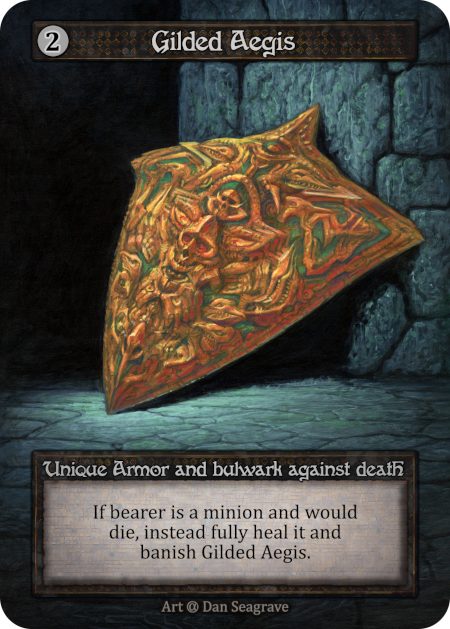 2
Gilded Aegis
Unique Armor and bulwark against death
If bearer is a minion and would
die, instead fully heal it and
banish Gilded Aegis.
Art @ Dan Seagrave